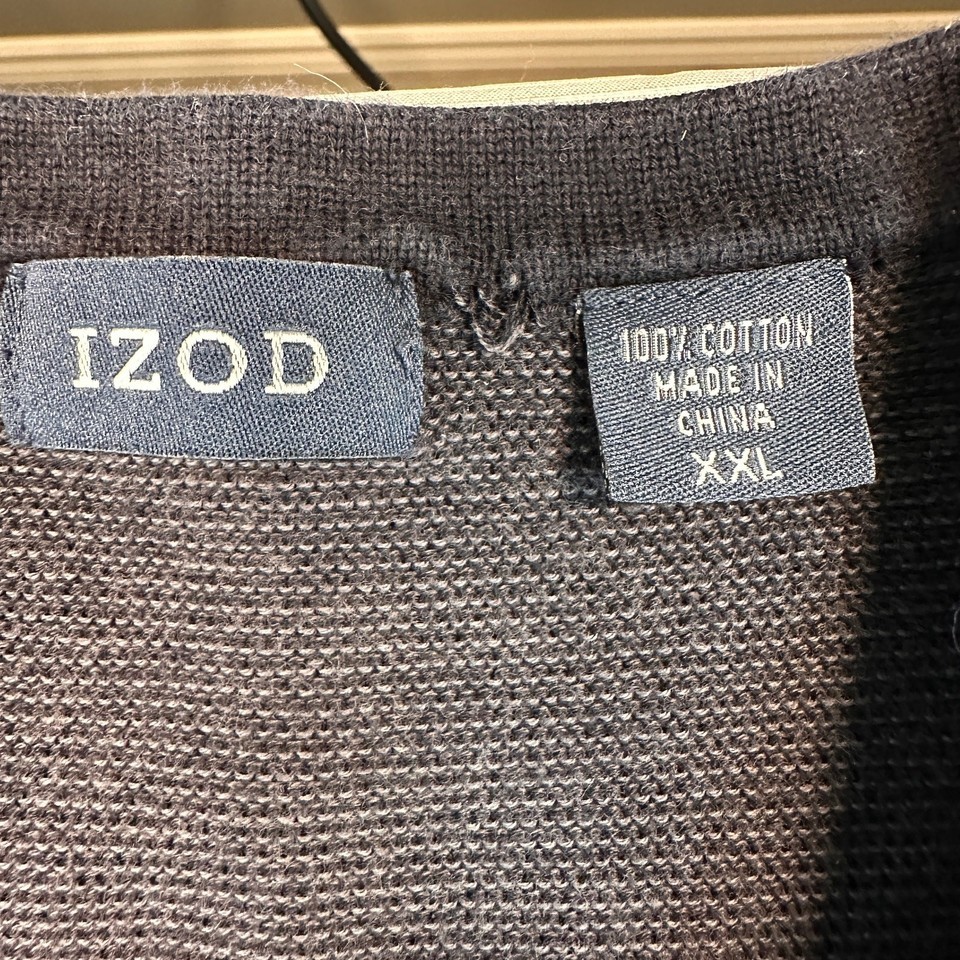 IZOD
100% COTTON
MADE IN
CHINA
XXL